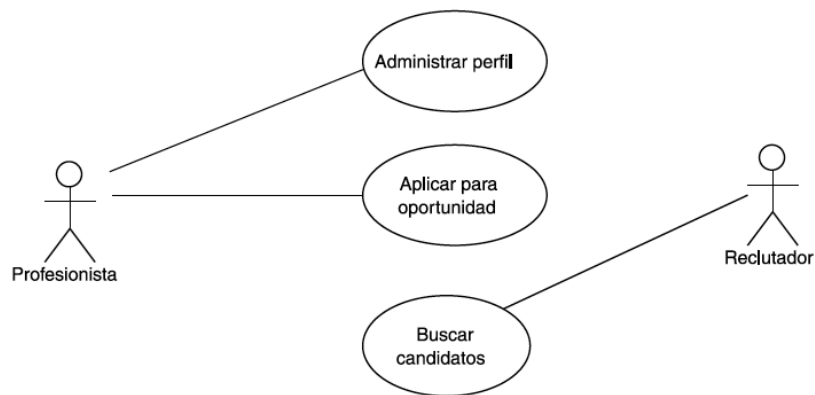 Administrar perfil
Aplicar para
oportunidad
Profesionista
Reclutador
Buscar
candidatos